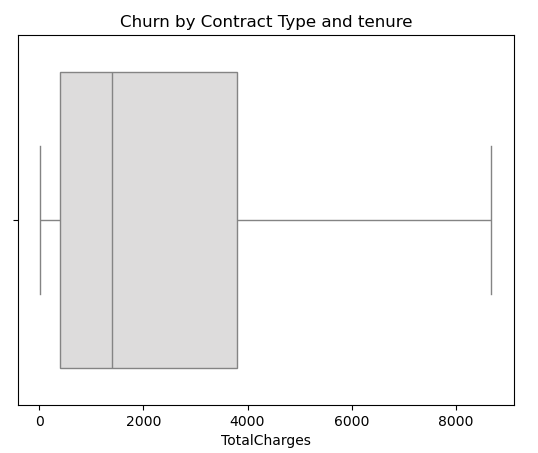 Churn by Contract Type and tenure
0 2000 4000 6000 8000
TotalCharges